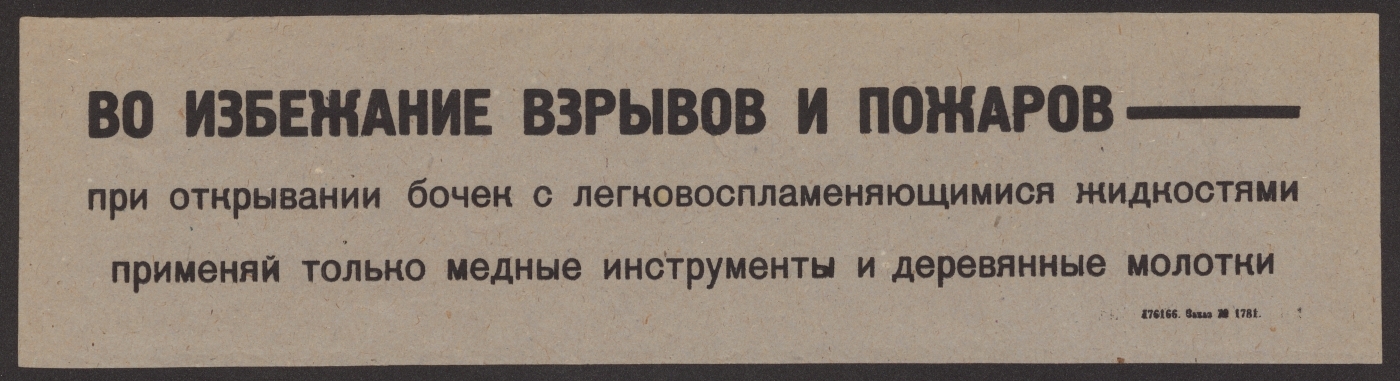 ВО ИЗБЕЖАНИЕ ВЗРЫВОВ И ПОЖАРОВ —
при открывании бочек с легковоспламеняющимися жидкостями
применяй только медные инструменты и деревянные молотки
Заказ № 1781.